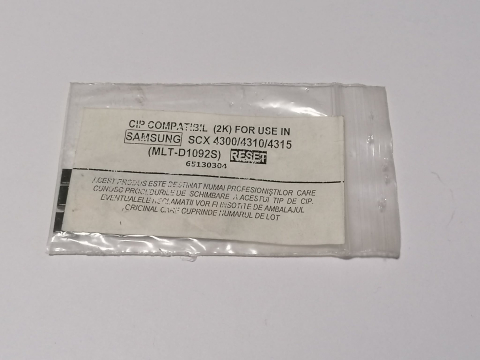 CIP COMPATIBIL (2K) FOR USE IN
SAMSUNG SCX 4300/4310/4315
(MLT-D1092S) RESET
65130304
ACEST PRODUS ESTE DESTINAT NUMAI PROFESIONIȘTILOR CARE
CUNOSC PROCEDURILE DE SCHIMBARE A ACESTUI TIP DE CIP.
EVENTUALELE RECLAMATII VOR FI INSOTITE DE AMBALAJUL
ORIGINAL CARE CUPRINDE NUMARUL DE LOT